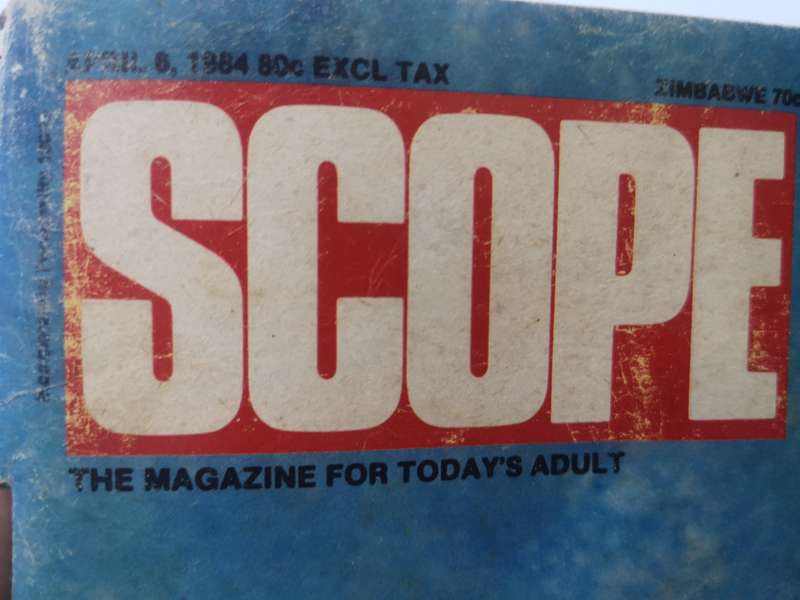 APRIL 6, 1984 80c EXCL TAX
ZIMBABWE 70c
SCOPE
THE MAGAZINE FOR TODAY'S ADULT